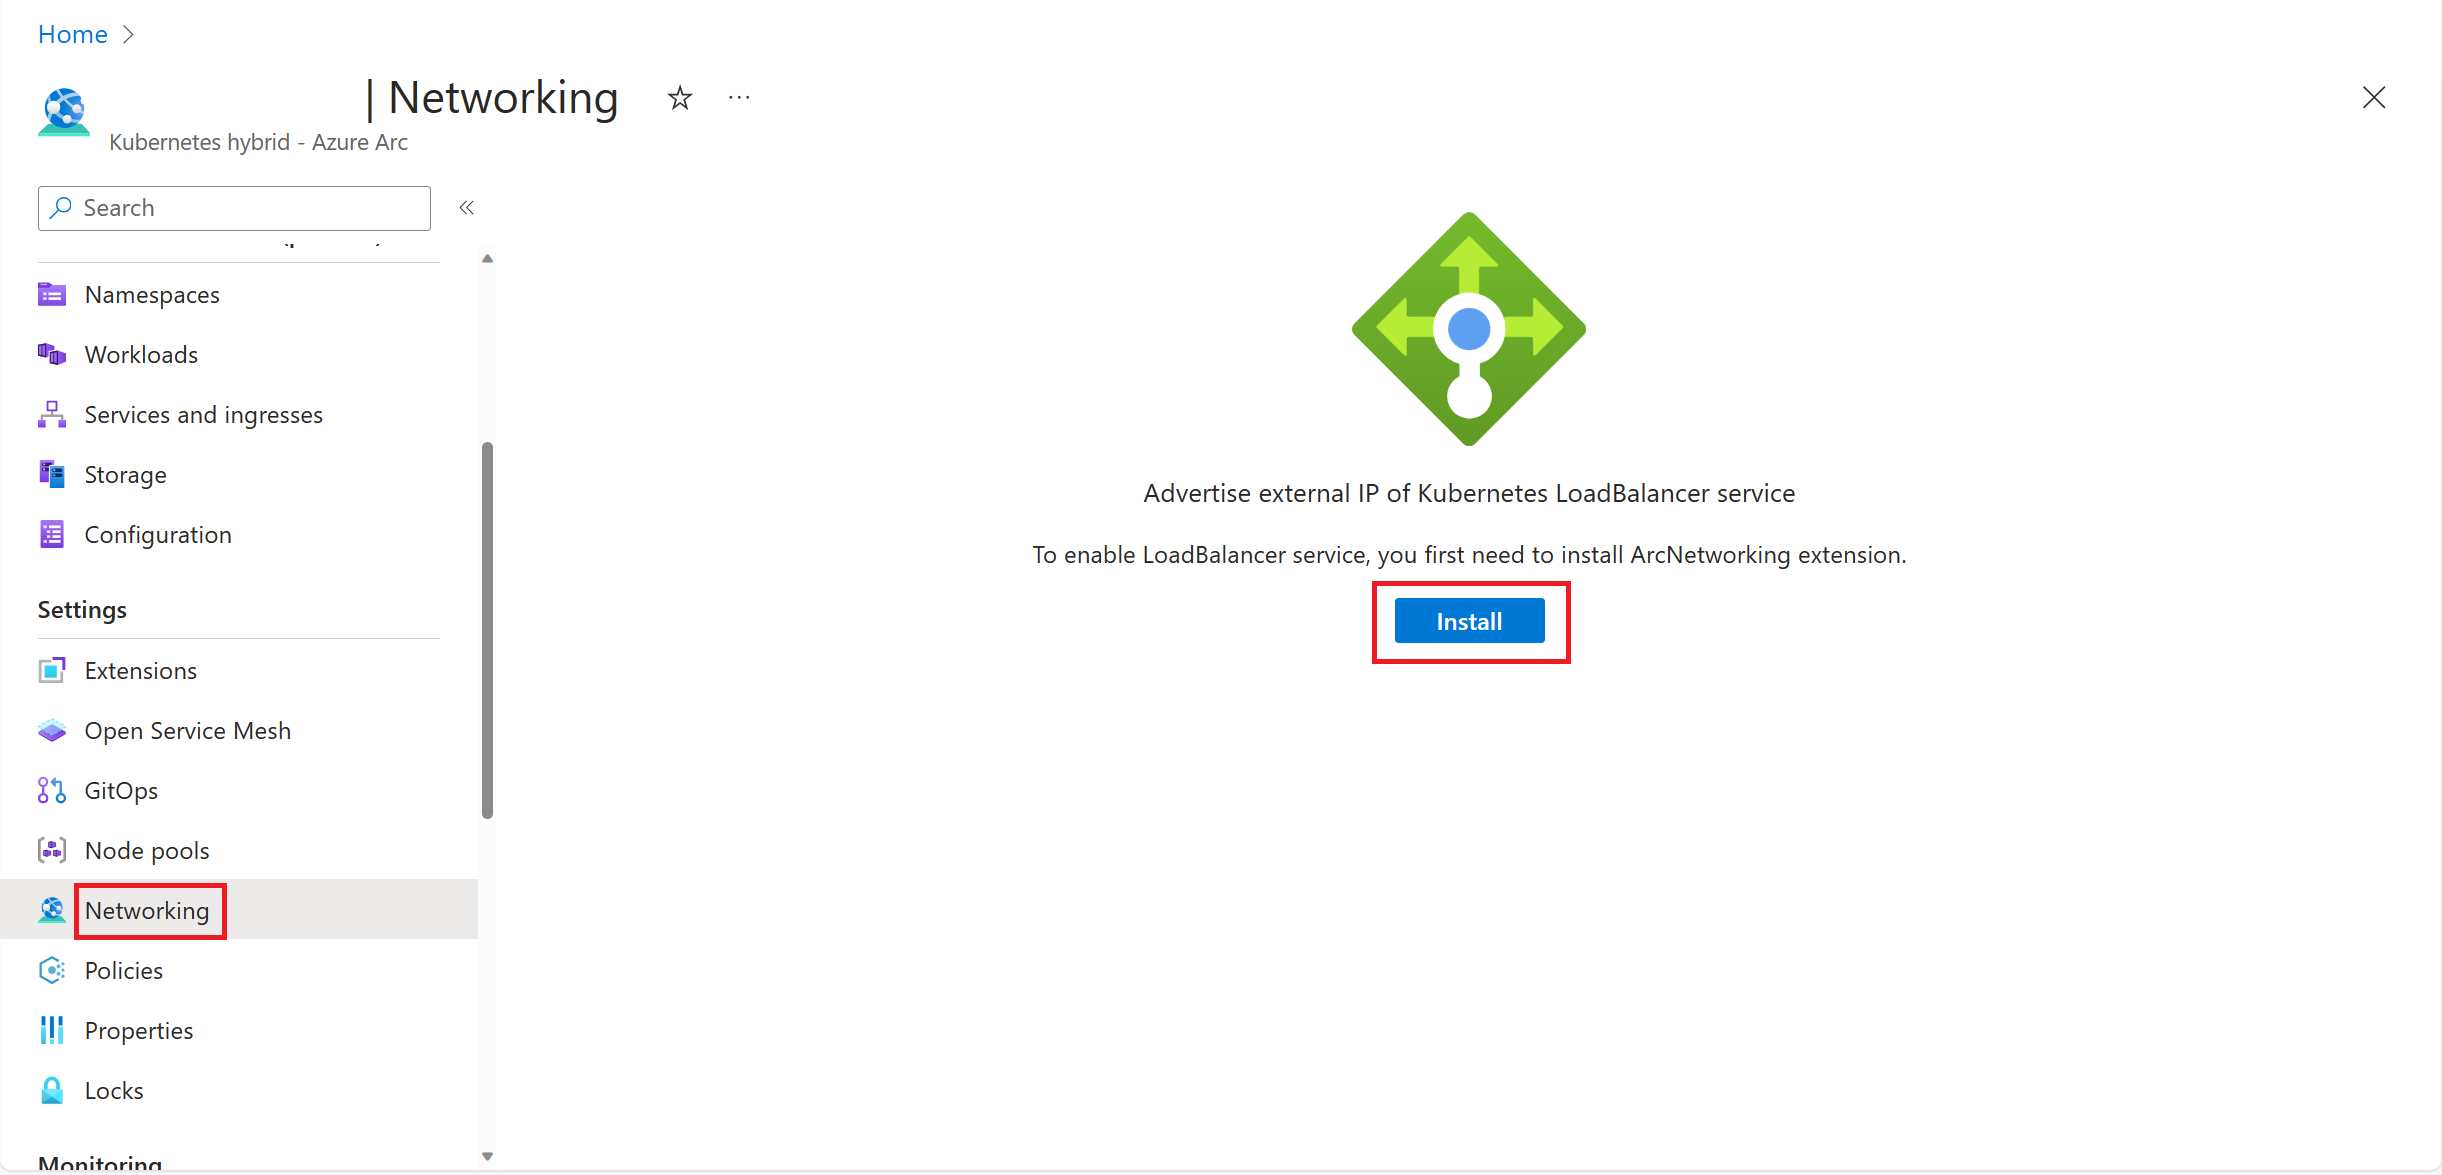 Home
| Networking
Kubernetes hybrid - Azure Arc
Search
Namespaces
Workloads
Services and ingresses
Storage
Configuration
Settings
Extensions
Open Service Mesh
GitOps
Node pools
Networking
Policies
Properties
Locks
Monitoring
Advertise external IP of Kubernetes LoadBalancer service
To enable LoadBalancer service, you first need to install ArcNetworking extension.
Install